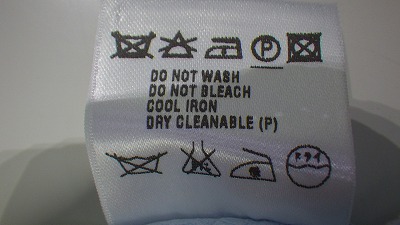 P
DO NOT WASH
DO NOT BLEACH
COOL IRON
DRY CLEANABLE (P)
ドライ